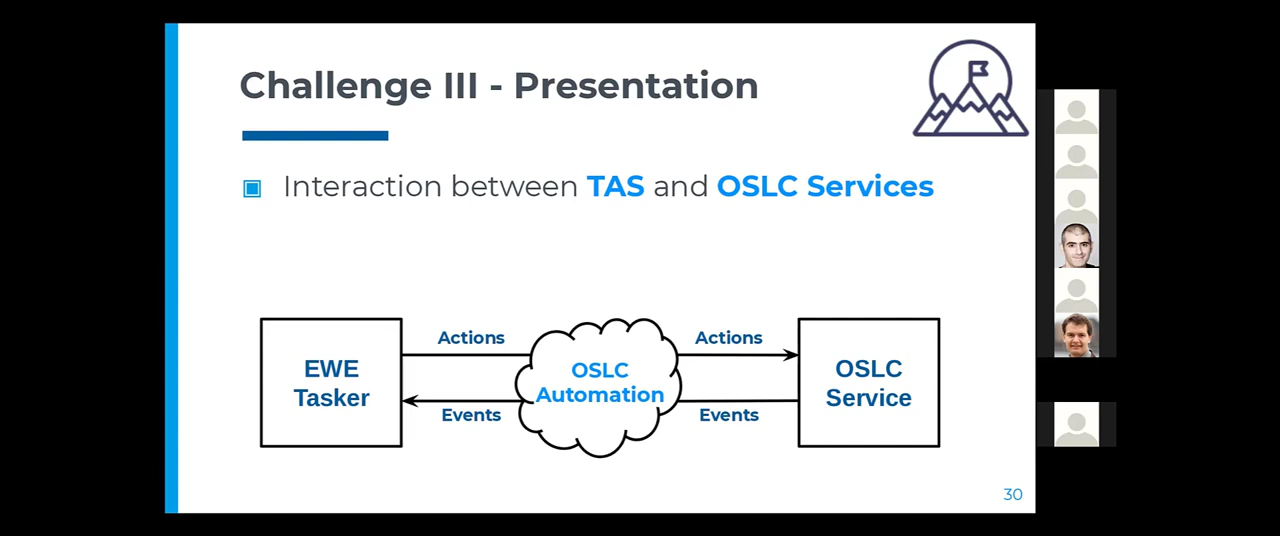 Challenge III - Presentation
Interaction between TAS and OSLC Services
EWE
Tasker
Actions
Events
OSLC
Automation
Actions
Events
OSLC
Service
30